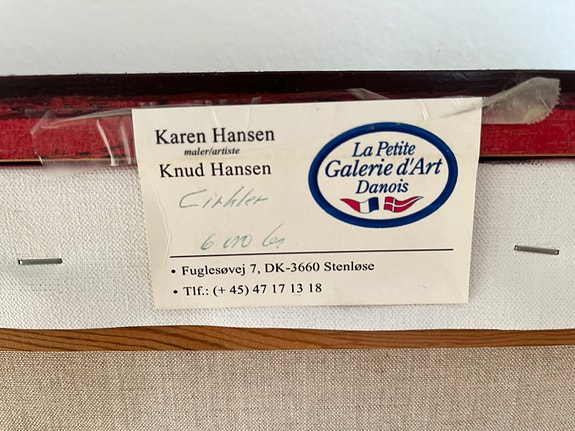 Karen Hansen
maler/artiste
Knud Hansen
Cirkler
6000 kr
La Petite
Galerie d'Art
Danois
• Fuglesøvej 7, DK-3660 Stenløse
• Tlf.: (+ 45) 47 17 13 18